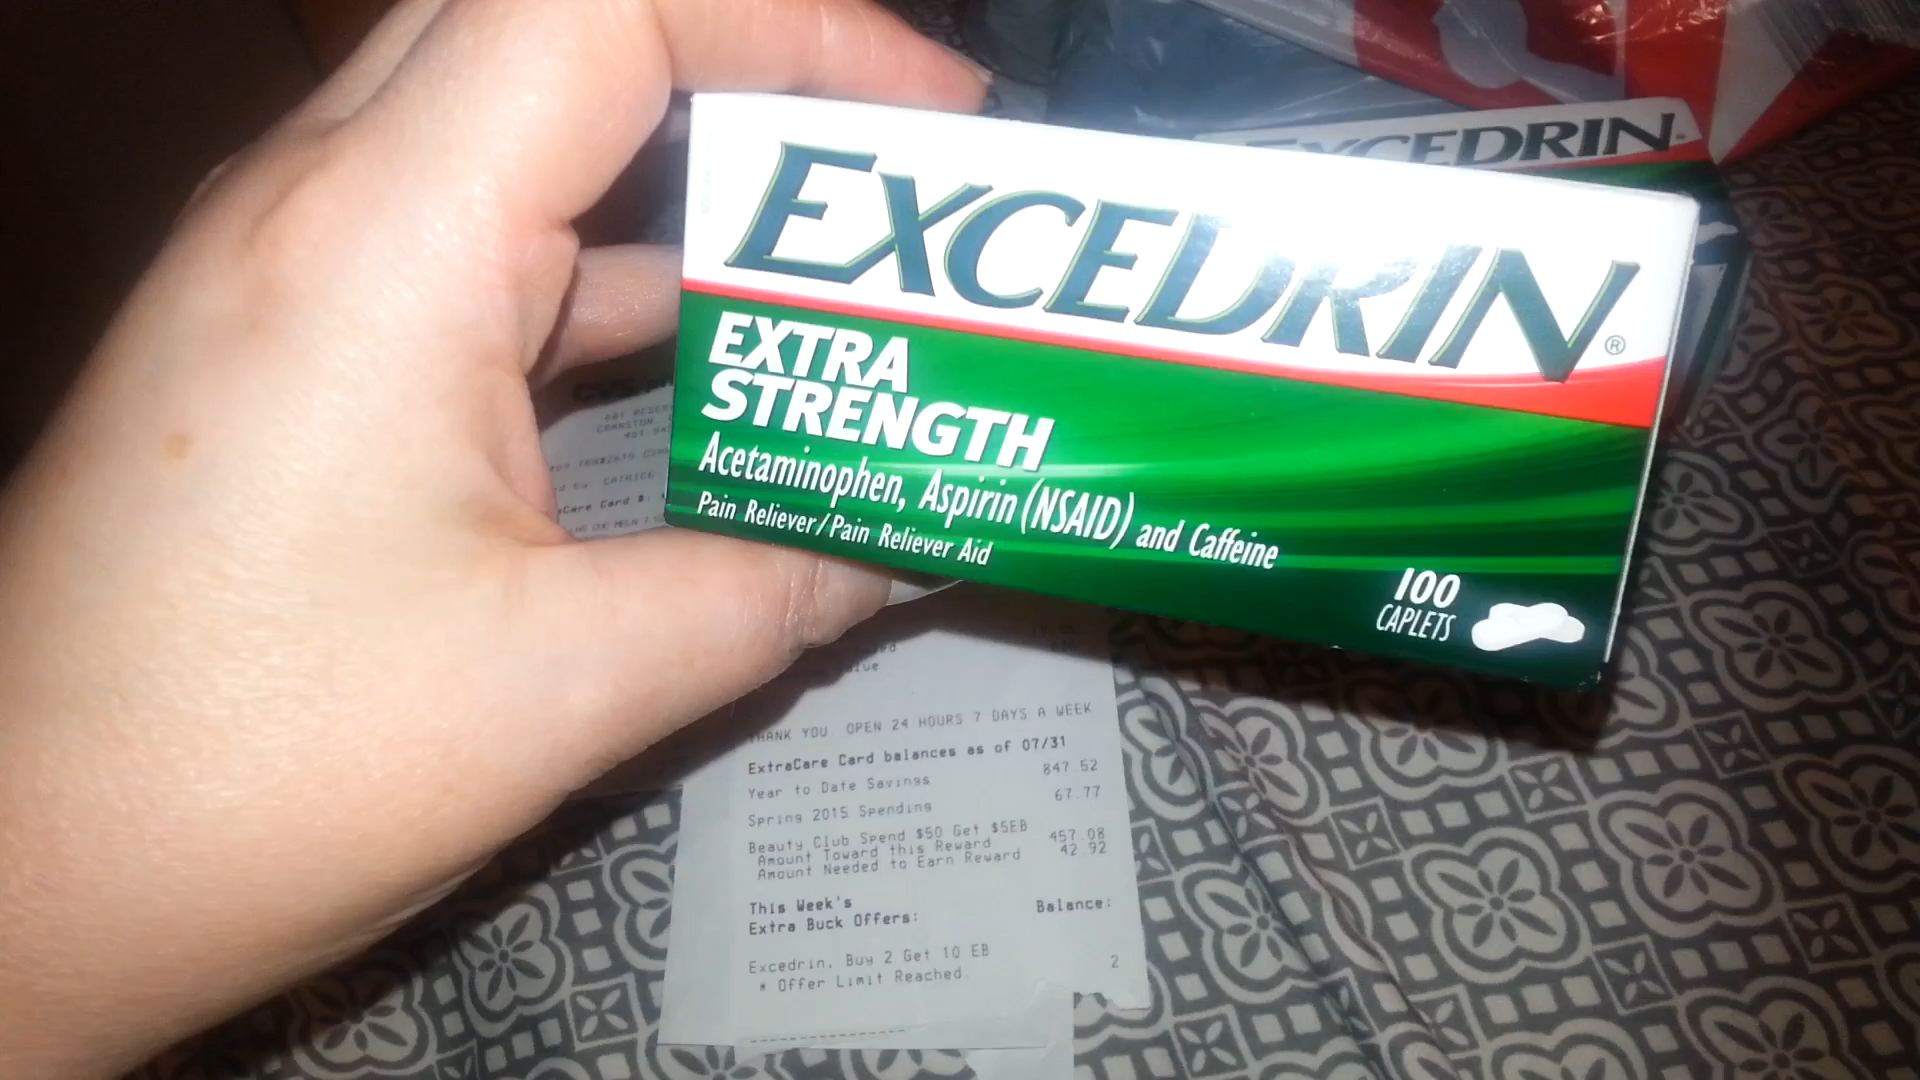 EXCEDRIN
EXCEDRIN®
EXTRA
STRENGTH
Acetaminophen, Aspirin (NSAID) and Caffeine
Pain Reliever/Pain Reliever Aid
100
CAPLETS
CATRICE
Card #:
THANK YOU OPEN 24 HOURS 7 DAYS A WEEK
ExtraCare Card balances as of 07/31
Year to Date Savings 847.52
Spring 2015 Spending 67.77
Beauty Club Spend $50 Get $5EB
Amount Toward this Reward 457.08
Amount Needed to Earn Reward 42.92
This Week's
Extra Buck Offers: Balance:
Excedrin, Buy 2 Get 10 EB
* Offer Limit Reached. 2